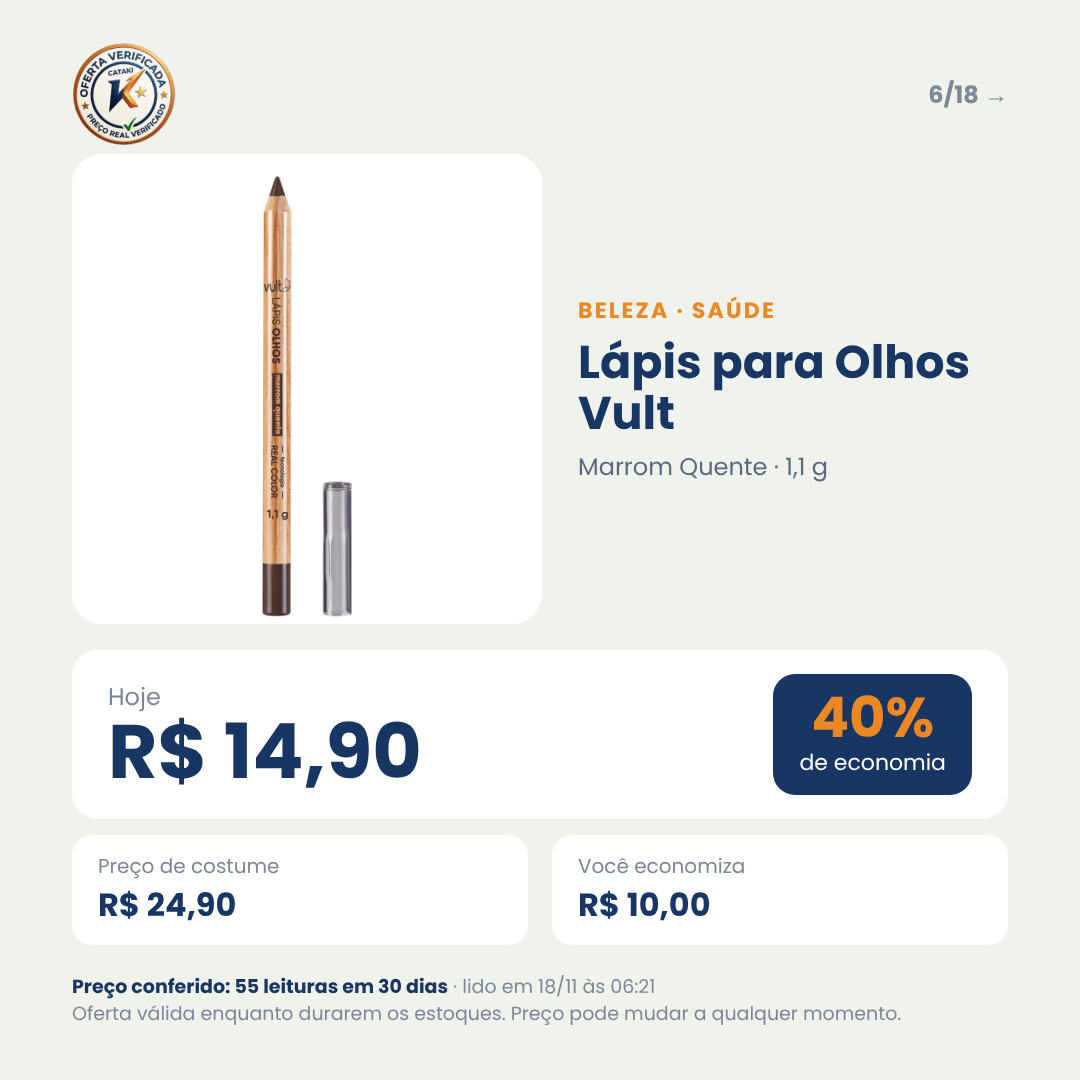 OFERTA VERIFICADA
CATAKI
K
PREÇO REAL VERIFICADO
6/18 →
vult
LÁPIS OLHOS
marrom quente
tecnologia
REAL COLOR
1,1 g
BELEZA · SAÚDE
Lápis para Olhos
Vult
Marrom Quente · 1,1 g
Hoje
R$ 14,90
40%
de economia
Preço de costume
R$ 24,90
Você economiza
R$ 10,00
Preço conferido: 55 leituras em 30 dias · lido em 18/11 às 06:21
Oferta válida enquanto durarem os estoques. Preço pode mudar a qualquer momento.